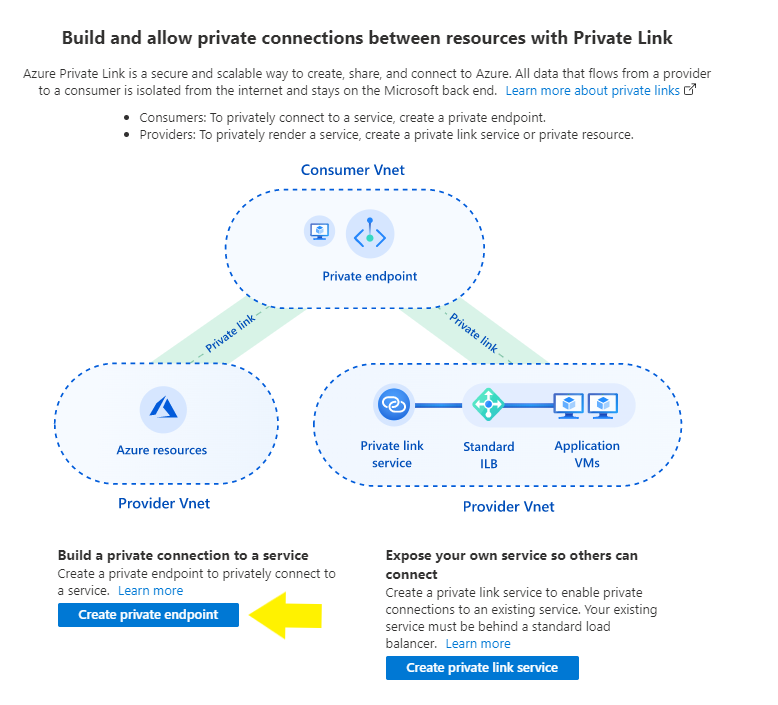 Build and allow private connections between resources with Private Link
Azure Private Link is a secure and scalable way to create, share, and connect to Azure. All data that flows from a provider
to a consumer is isolated from the internet and stays on the Microsoft back end. Learn more about private links
• Consumers: To privately connect to a service, create a private endpoint.
• Providers: To privately render a service, create a private link service or private resource.
Consumer Vnet
Private endpoint
Private link
Private link
Azure resources
Provider Vnet
Private link
service
Standard
ILB
Application
VMs
Provider Vnet
Build a private connection to a service
Create a private endpoint to privately connect to
a service. Learn more
Create private endpoint
Expose your own service so others can
connect
Create a private link service to enable private
connections to an existing service. Your existing
service must be behind a standard load
balancer. Learn more
Create private link service